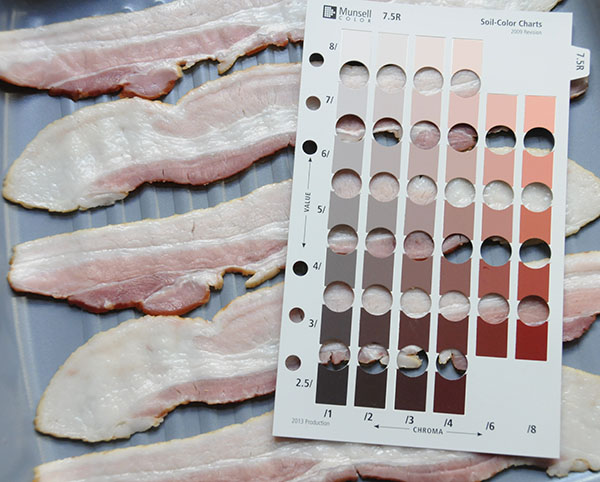 Munsell
COLOR
7.5R
Soil-Color Charts
2009 Revision
7.5R
8/
7/
6/
5/
4/
3/
2.5/
VALUE
/1 /2 /3 /4 /6 /8
CHROMA
2013 Production